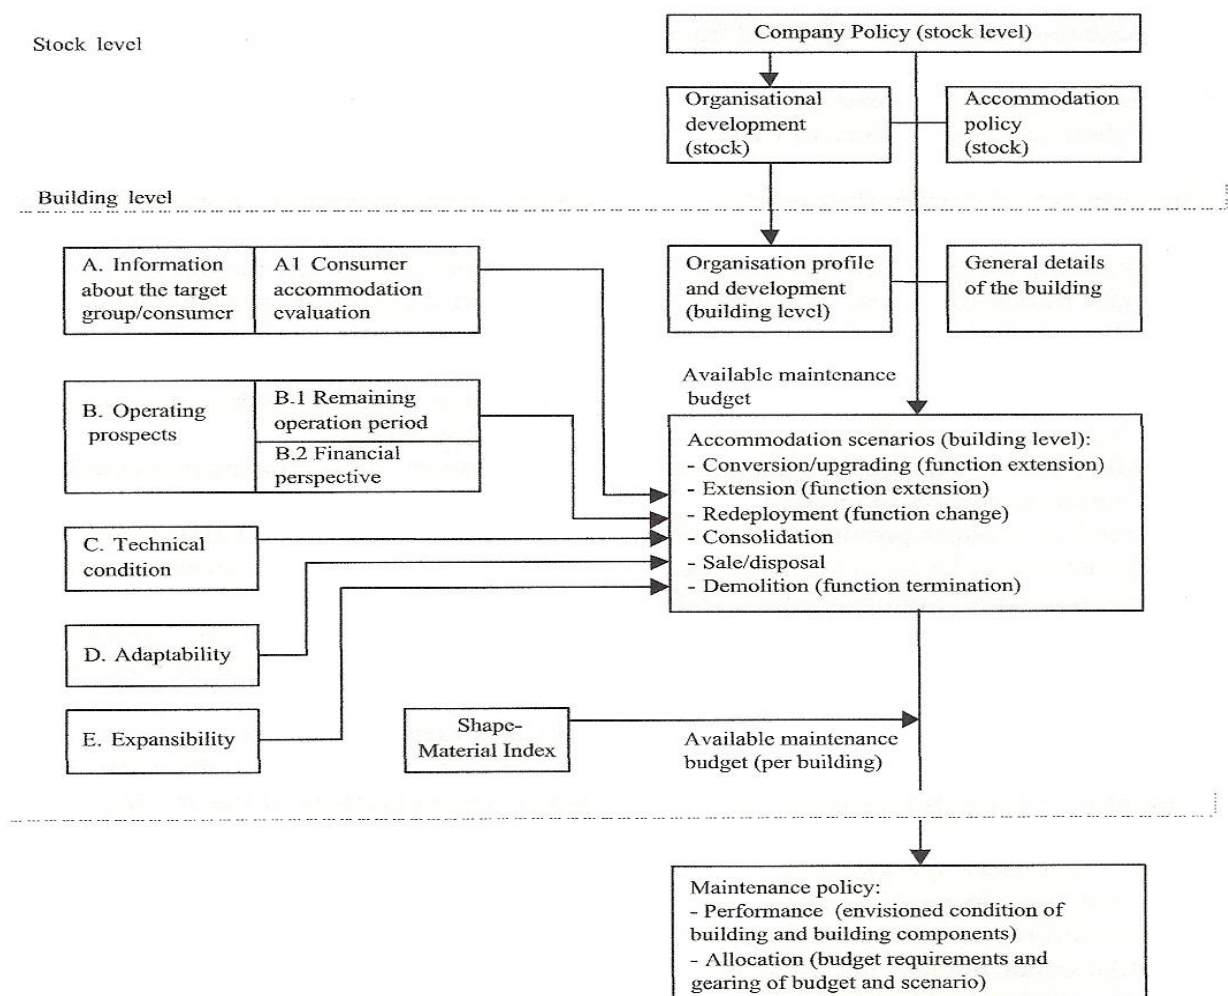 Stock level
Company Policy (stock level)
Organisational
development
(stock)
Accommodation
policy
(stock)
Building level
A. Information
about the target
group/consumer
A1 Consumer
accommodation
evaluation
Organisation profile
and development
(building level)
General details
of the building
B. Operating
prospects
B.1 Remaining
operation period
B.2 Financial
perspective
Available maintenance
budget
Accommodation scenarios (building level):
- Conversion/upgrading (function extension)
- Extension (function extension)
- Redeployment (function change)
- Consolidation
- Sale/disposal
- Demolition (function termination)
C. Technical
condition
D. Adaptability
E. Expansibility
Shape-
Material Index
Available maintenance
budget (per building)
Maintenance policy:
- Performance (envisioned condition of
building and building components)
- Allocation (budget requirements and
gearing of budget and scenario)